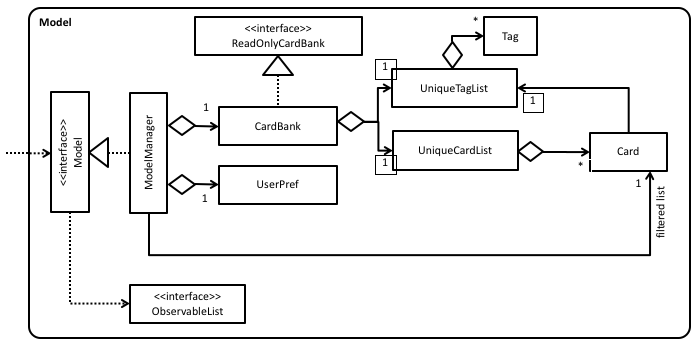 Model
<<interface>>
ReadOnlyCardBank
*
Tag
1
UniqueTagList
1
1
CardBank
<<interface>>
Model
ModelManager
UniqueCardList
1
*
Card
UserPref
1
1
filtered list
<<interface>>
ObservableList